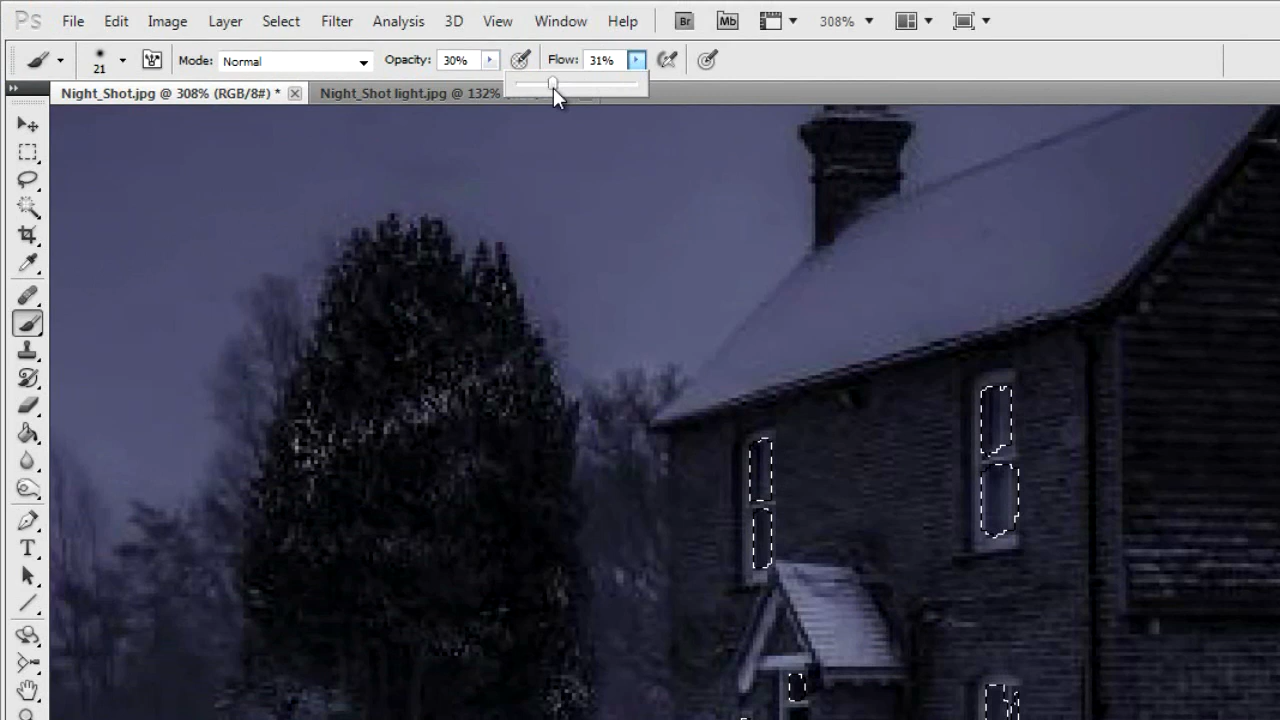 Ps File Edit Image Layer Select Filter Analysis 3D View Window Help Br Mb 308%
21 Mode: Normal Opacity: 30% Flow: 31%
Night_Shot.jpg @ 308% (RGB/8#) * Night_Shot light.jpg @ 132%
T